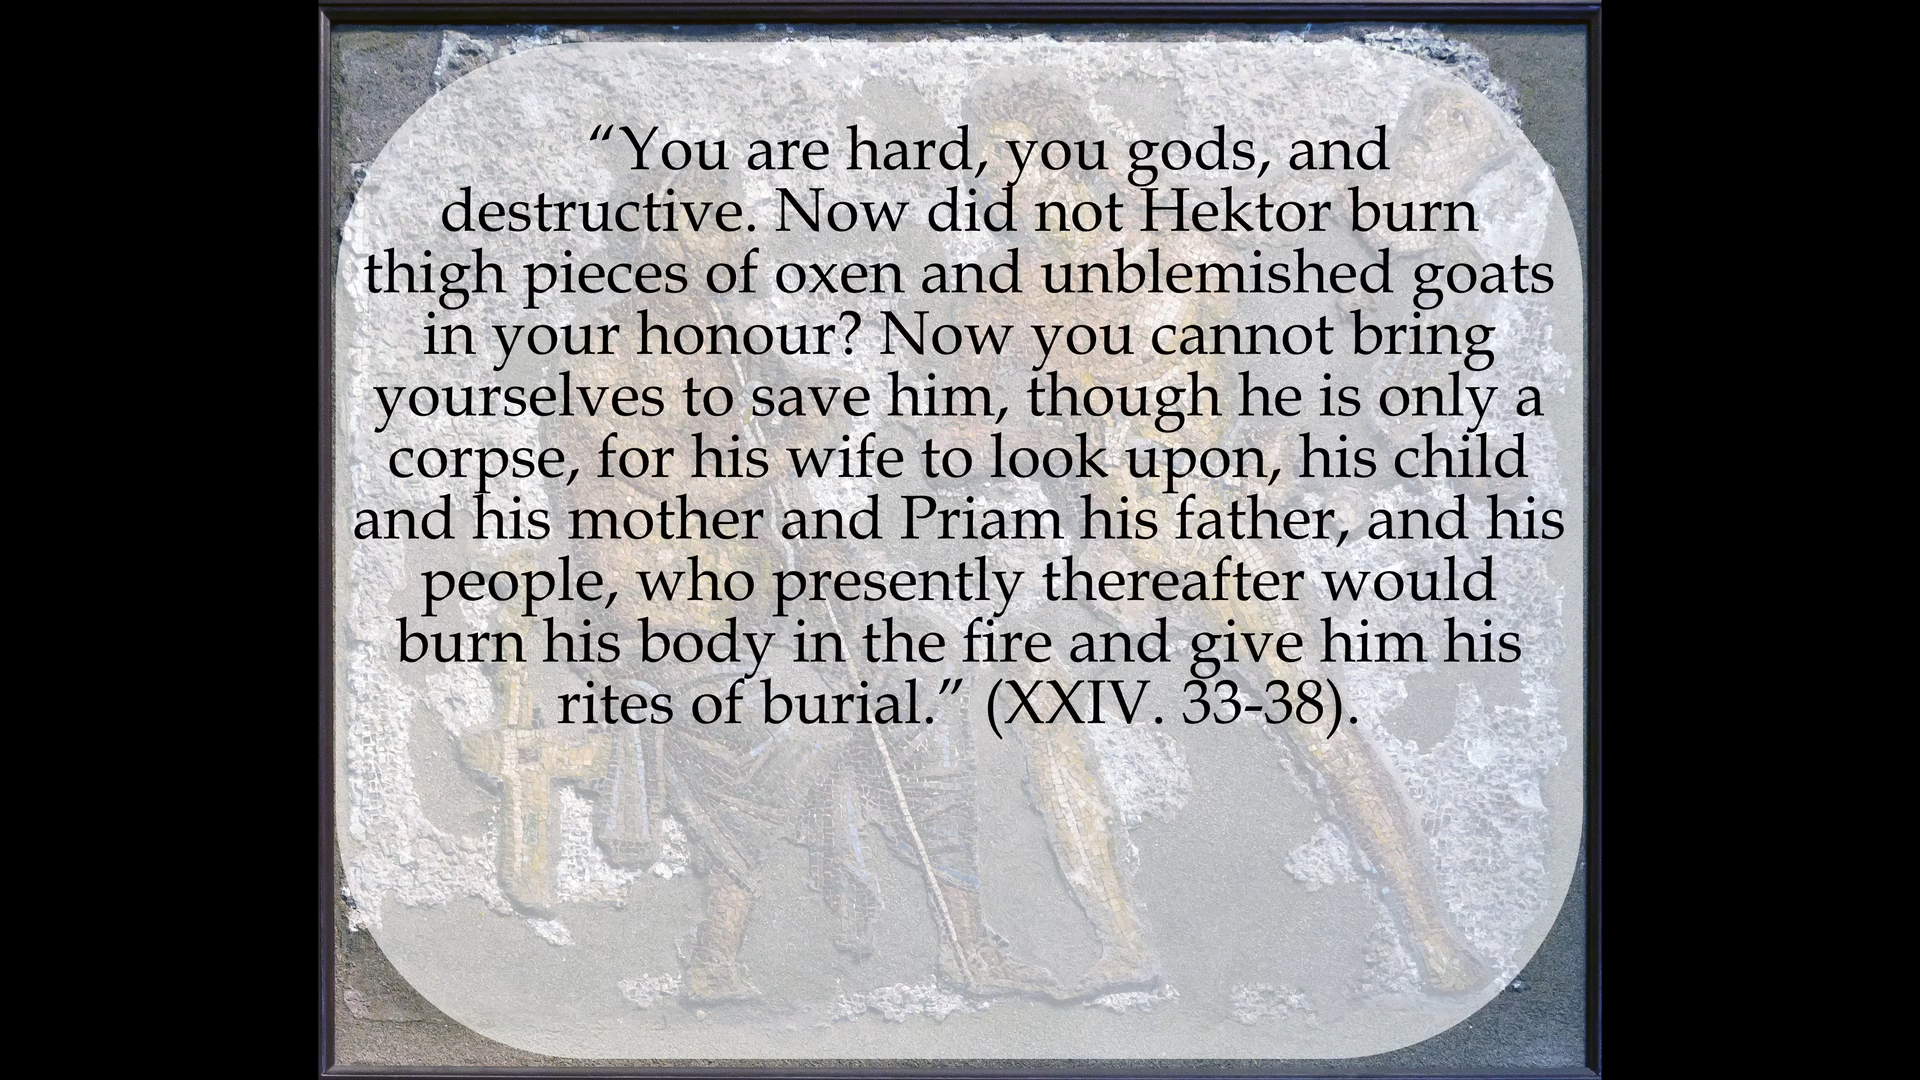 “You are hard, you gods, and
destructive. Now did not Hektor burn
thigh pieces of oxen and unblemished goats
in your honour? Now you cannot bring
yourselves to save him, though he is only a
corpse, for his wife to look upon, his child
and his mother and Priam his father, and his
people, who presently thereafter would
burn his body in the fire and give him his
rites of burial.” (XXIV. 33-38).